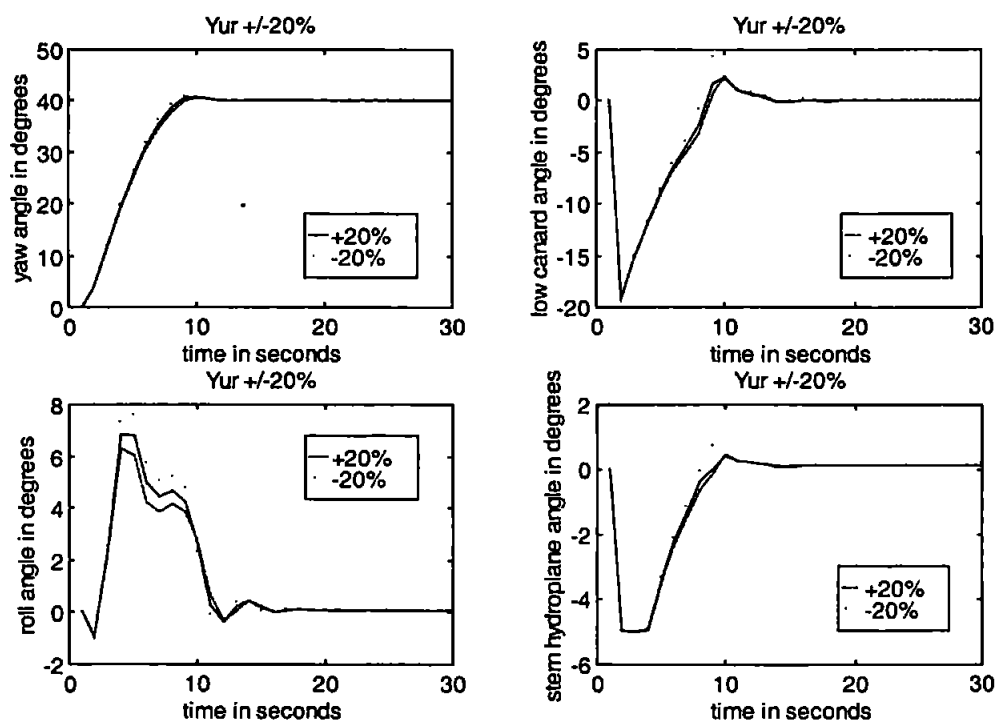 Yur +/-20%
50
40
30
20
10
0
yaw angle in degrees
+20%
-20%
0 10 20 30
time in seconds
Yur +/-20%
5
0
-5
-10
-15
-20
low canard angle in degrees
+20%
-20%
0 10 20 30
time in seconds
Yur +/-20%
8
6
4
2
0
-2
roll angle in degrees
+20%
-20%
0 10 20 30
time in seconds
Yur +/-20%
2
0
-2
-4
-6
stern hydroplane angle in degrees
+20%
-20%
0 10 20 30
time in seconds